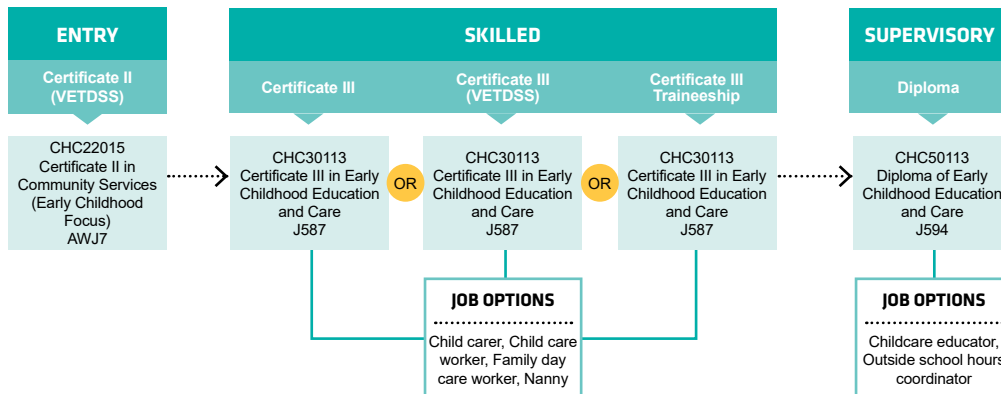 ENTRY
SKILLED
SUPERVISORY
Certificate II
(VETDSS)
Certificate III
Certificate III
(VETDSS)
Certificate III
Traineeship
Diploma
CHC22015
Certificate II in
Community Services
(Early Childhood
Focus)
AWJ7
CHC30113
Certificate III in Early
Childhood Education
and Care
J587
OR
CHC30113
Certificate III in Early
Childhood Education
and Care
J587
OR
CHC30113
Certificate III in Early
Childhood Education
and Care
J587
CHC50113
Diploma of Early
Childhood Education
and Care
J594
JOB OPTIONS
Child carer, Child care
worker, Family day
care worker, Nanny
JOB OPTIONS
Childcare educator,
Outside school hours
coordinator